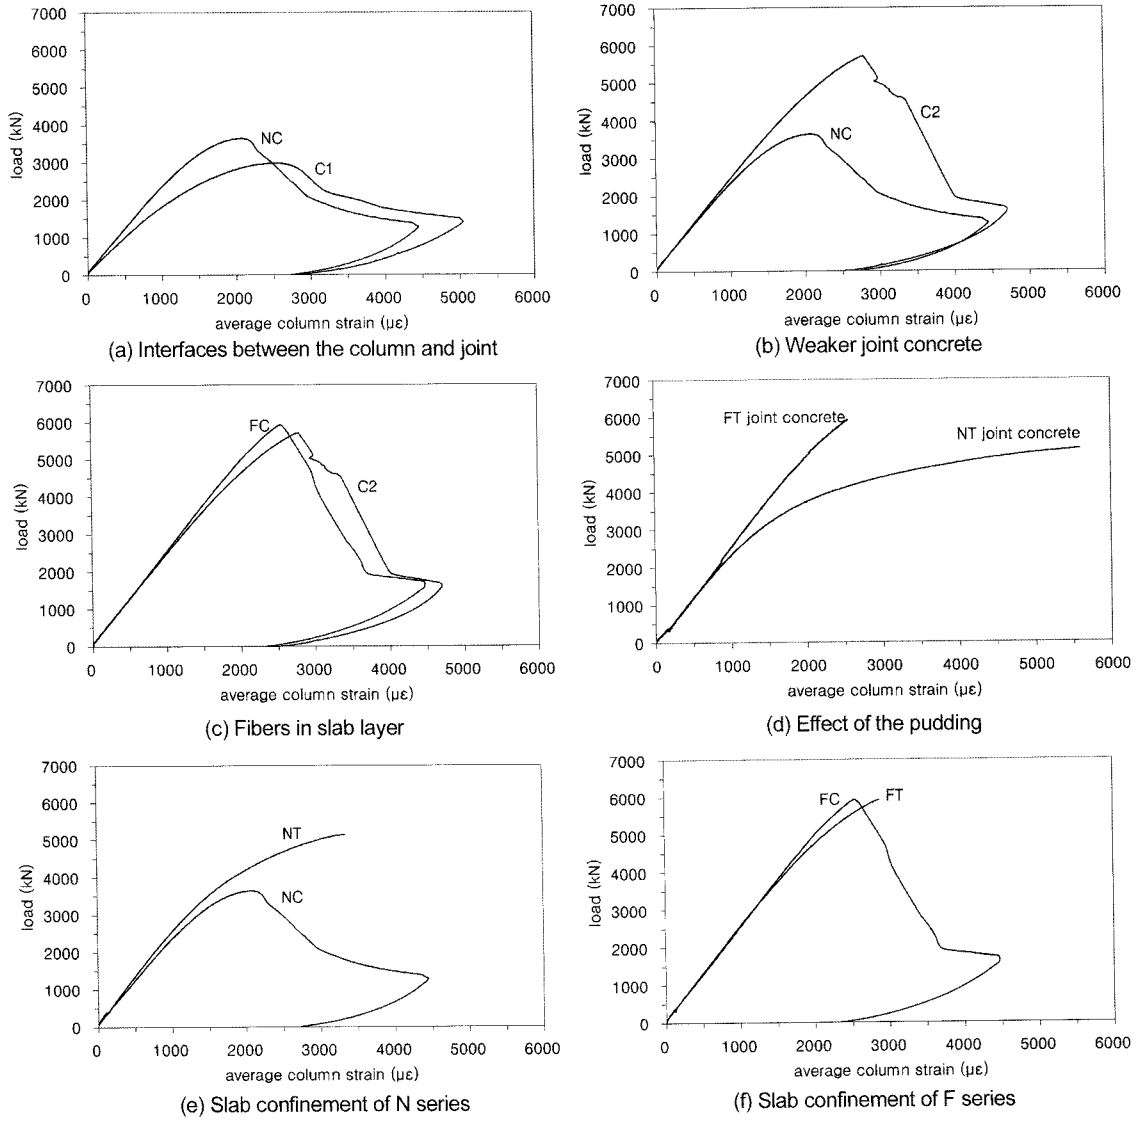 7000
6000
5000
4000
3000
2000
1000
0
load (kN)
NC
C1
0 1000 2000 3000 4000 5000 6000
average column strain (με)
(a) Interfaces between the column and joint
7000
6000
5000
4000
3000
2000
1000
0
load (kN)
C2
NC
0 1000 2000 3000 4000 5000 6000
average column strain (με)
(b) Weaker joint concrete
7000
6000
5000
4000
3000
2000
1000
0
load (kN)
FC
C2
0 1000 2000 3000 4000 5000 6000
average column strain (με)
(c) Fibers in slab layer
7000
6000
5000
4000
3000
2000
1000
0
load (kN)
FT joint concrete
NT joint concrete
0 1000 2000 3000 4000 5000 6000
average column strain (με)
(d) Effect of the pudding
7000
6000
5000
4000
3000
2000
1000
0
load (kN)
NT
NC
0 1000 2000 3000 4000 5000 6000
average column strain (με)
(e) Slab confinement of N series
7000
6000
5000
4000
3000
2000
1000
0
load (kN)
FC FT
0 1000 2000 3000 4000 5000 6000
average column strain (με)
(f) Slab confinement of F series